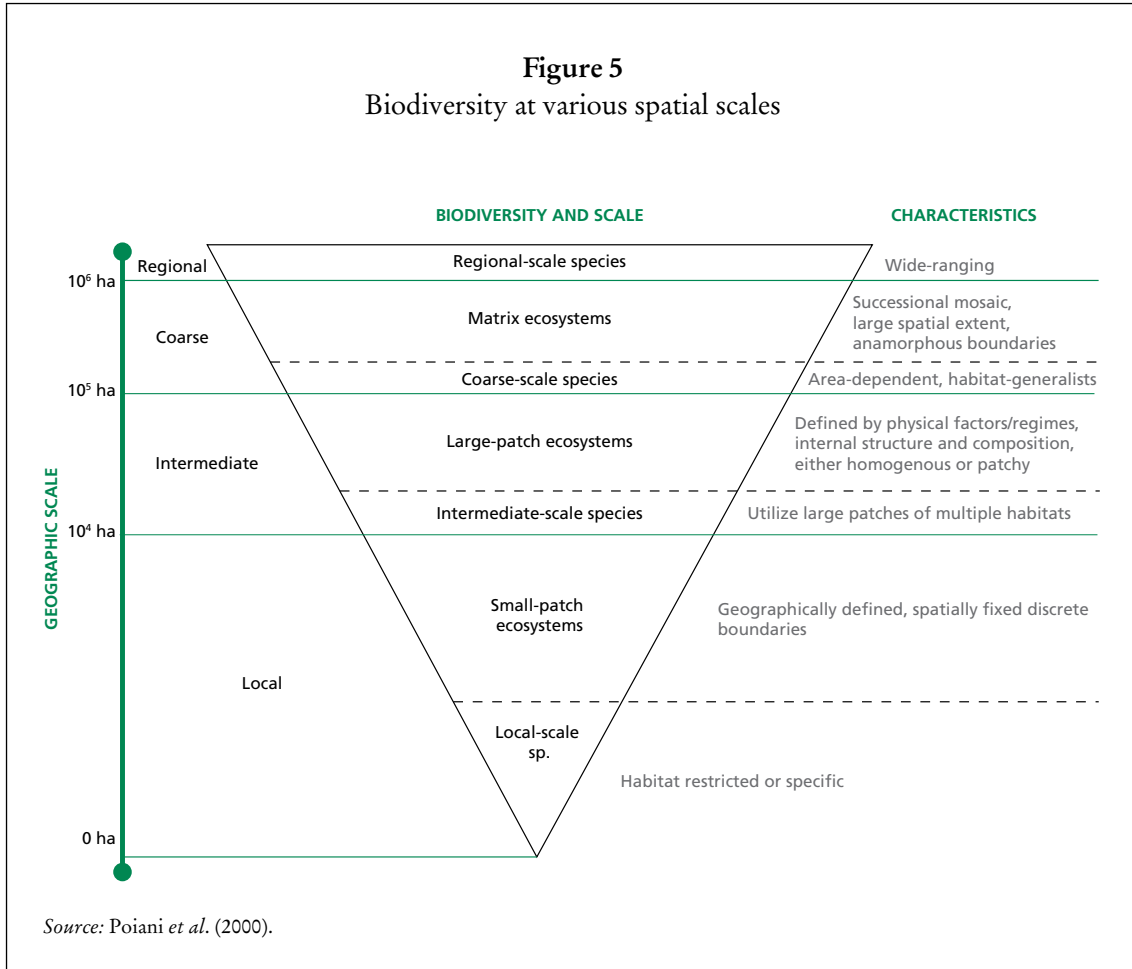 Figure 5
Biodiversity at various spatial scales
BIODIVERSITY AND SCALE
CHARACTERISTICS
GEOGRAPHIC SCALE
Regional
Regional-scale species
Wide-ranging
10⁶ ha
Coarse
Matrix ecosystems
Successional mosaic,
large spatial extent,
anamorphous boundaries
Coarse-scale species
Area-dependent, habitat-generalists
10⁵ ha
Intermediate
Large-patch ecosystems
Defined by physical factors/regimes,
internal structure and composition,
either homogenous or patchy
Intermediate-scale species
Utilize large patches of multiple habitats
10⁴ ha
Local
Small-patch
ecosystems
Geographically defined, spatially fixed discrete
boundaries
Local-scale
sp.
Habitat restricted or specific
0 ha
Source: Poiani et al. (2000).